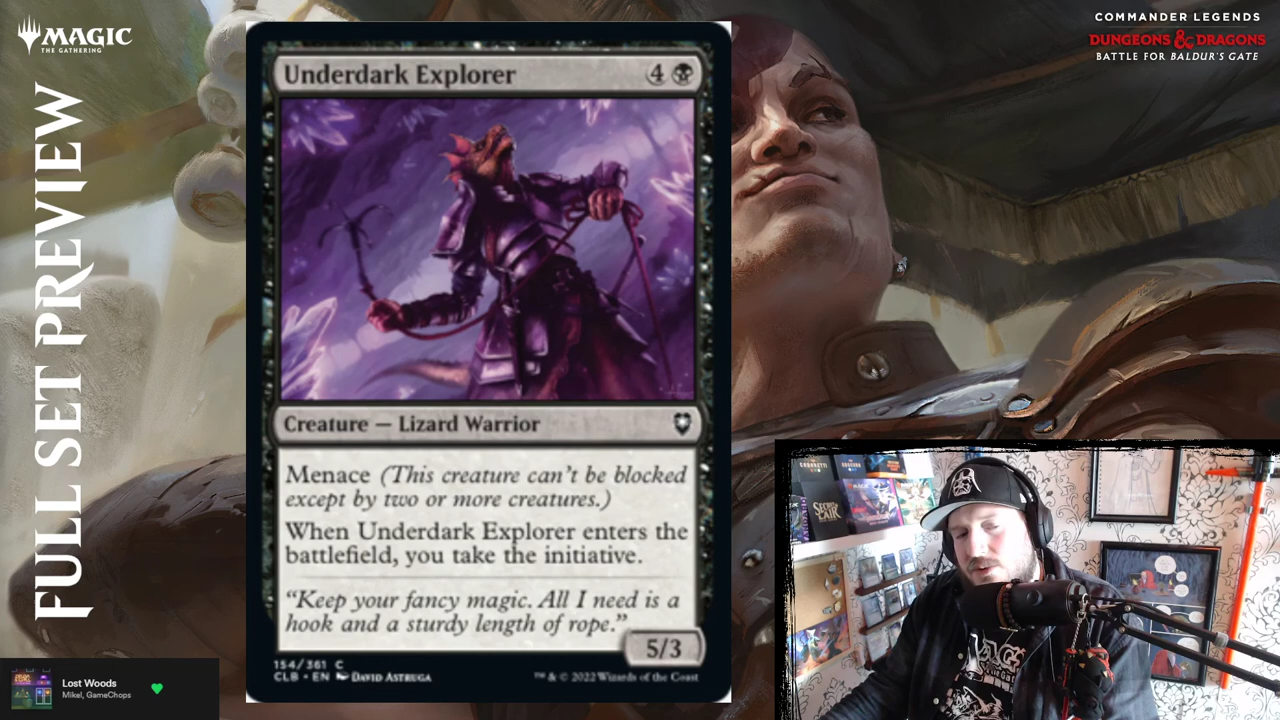 MAGIC
THE GATHERING
FULL SET PREVIEW
COMMANDER LEGENDS
DUNGEONS & DRAGONS
BATTLE FOR BALDUR'S GATE
Underdark Explorer 4
Creature — Lizard Warrior
Menace (This creature can't be blocked
except by two or more creatures.)
When Underdark Explorer enters the
battlefield, you take the initiative.
"Keep your fancy magic. All I need is a
hook and a sturdy length of rope."
5/3
154/361 C
CLB • EN DAVID ASTRUGA
™ & © 2022 Wizards of the Coast
Lost Woods
Mikel, GameChops
SECRET
LAIR